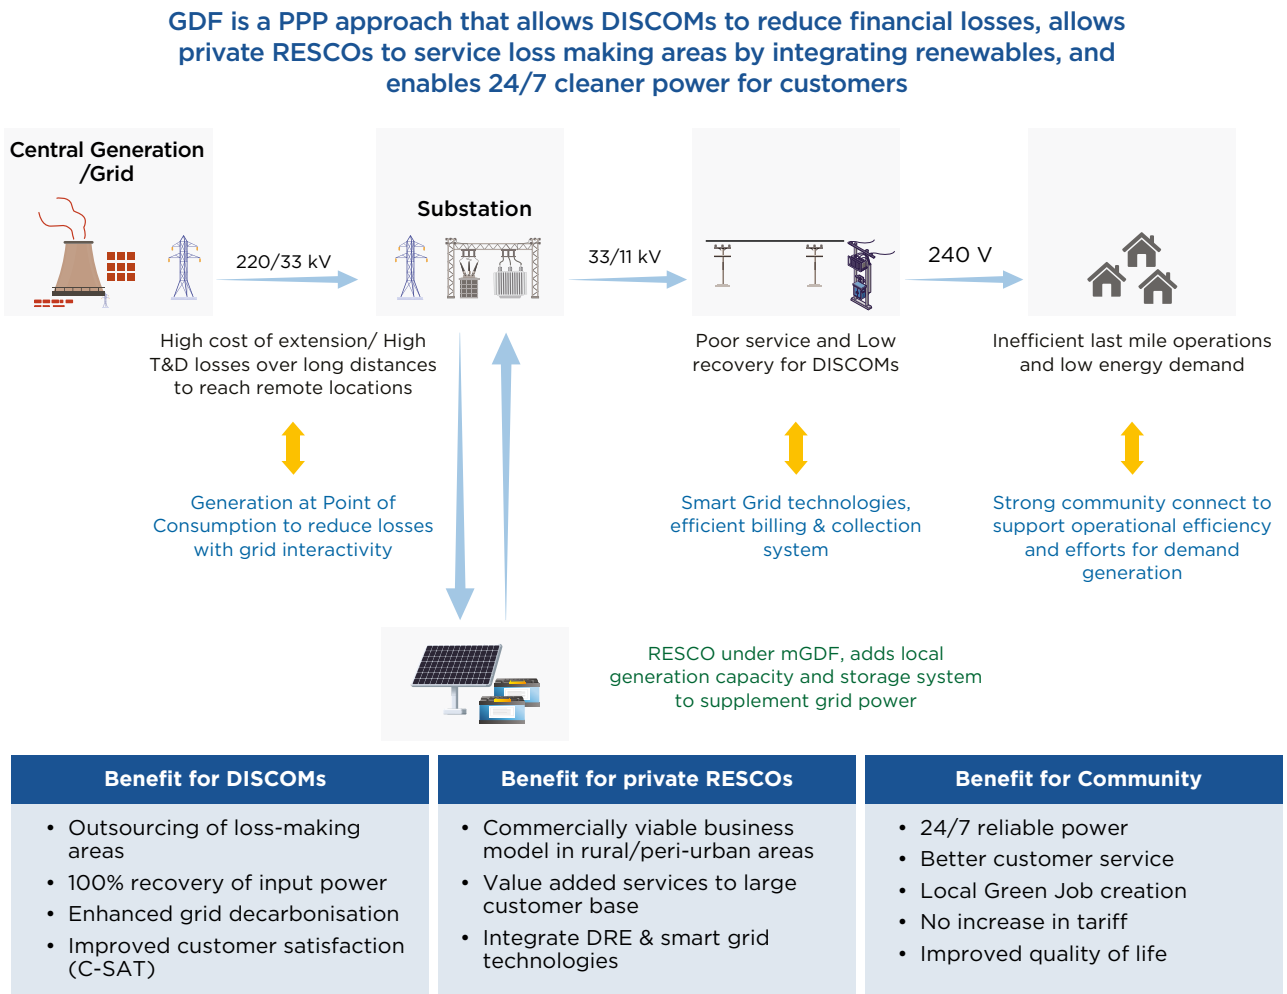 GDF is a PPP approach that allows DISCOMs to reduce financial losses, allows
private RESCOs to service loss making areas by integrating renewables, and
enables 24/7 cleaner power for customers
Central Generation
/Grid
220/33 kV
Substation
33/11 kV
240 V
High cost of extension/ High
T&D losses over long distances
to reach remote locations
Poor service and Low
recovery for DISCOMs
Inefficient last mile operations
and low energy demand
Generation at Point of
Consumption to reduce losses
with grid interactivity
Smart Grid technologies,
efficient billing & collection
system
Strong community connect to
support operational efficiency
and efforts for demand
generation
RESCO under mGDF, adds local
generation capacity and storage system
to supplement grid power
Benefit for DISCOMs
• Outsourcing of loss-making
areas
• 100% recovery of input power
• Enhanced grid decarbonisation
• Improved customer satisfaction
(C-SAT)
Benefit for private RESCOs
• Commercially viable business
model in rural/peri-urban areas
• Value added services to large
customer base
• Integrate DRE & smart grid
technologies
Benefit for Community
• 24/7 reliable power
• Better customer service
• Local Green Job creation
• No increase in tariff
• Improved quality of life